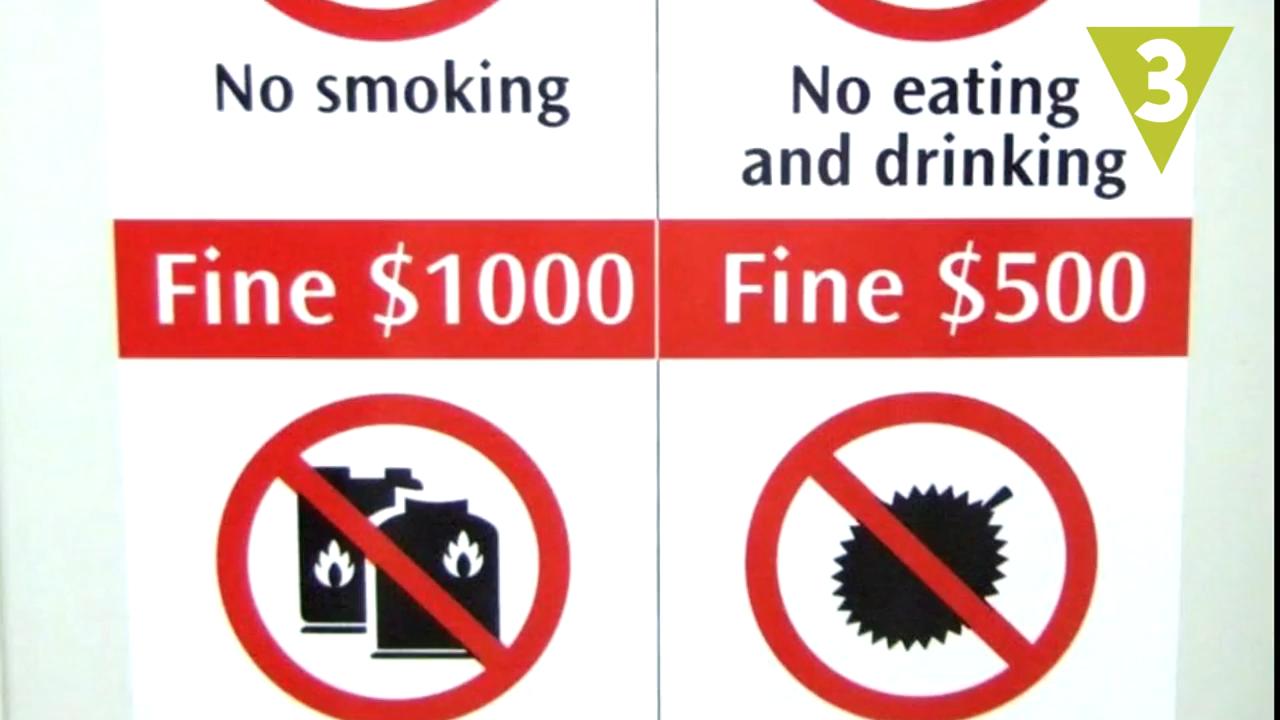 No smoking
No eating
and drinking
3
Fine $1000
Fine $500